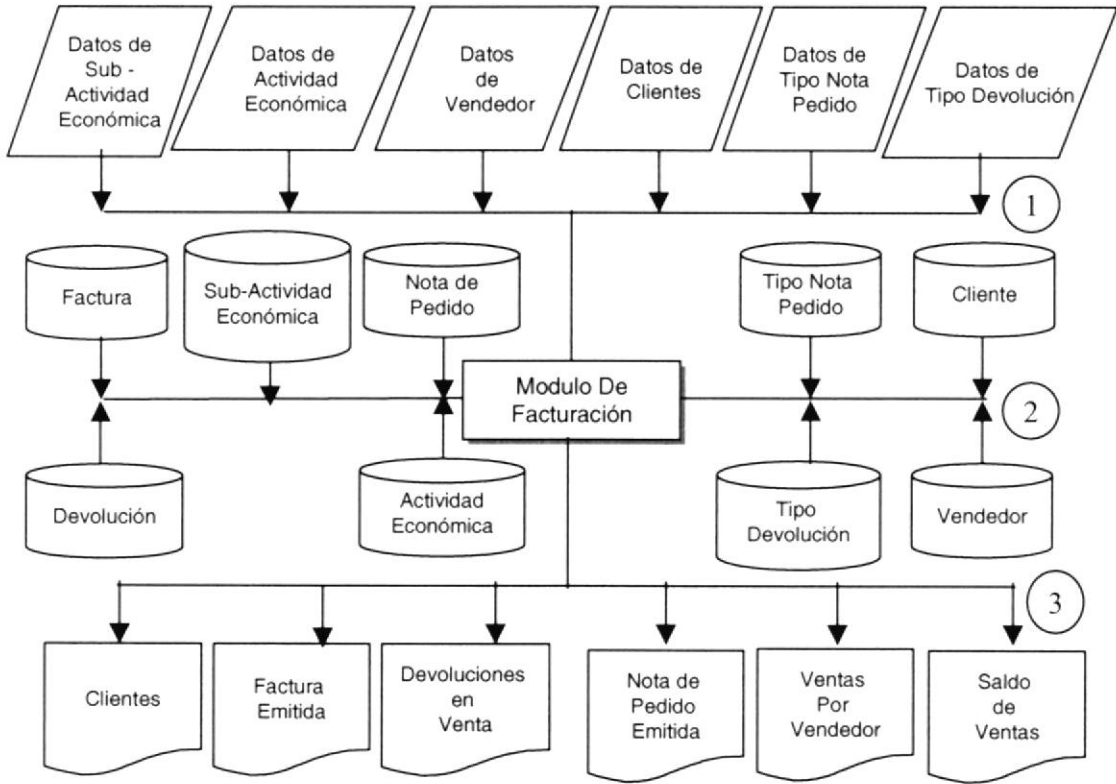 Datos de
Sub -
Actividad
Económica
Datos de
Actividad
Económica
Datos
de
Vendedor
Datos de
Clientes
Datos de
Tipo Nota
Pedido
Datos de
Tipo Devolución
1
Factura
Sub-Actividad
Económica
Nota de
Pedido
Tipo Nota
Pedido
Cliente
Modulo De
Facturación
2
Devolución
Actividad
Económica
Tipo
Devolución
Vendedor
3
Clientes
Factura
Emitida
Devoluciones
en
Venta
Nota de
Pedido
Emitida
Ventas
Por
Vendedor
Saldo
de
Ventas